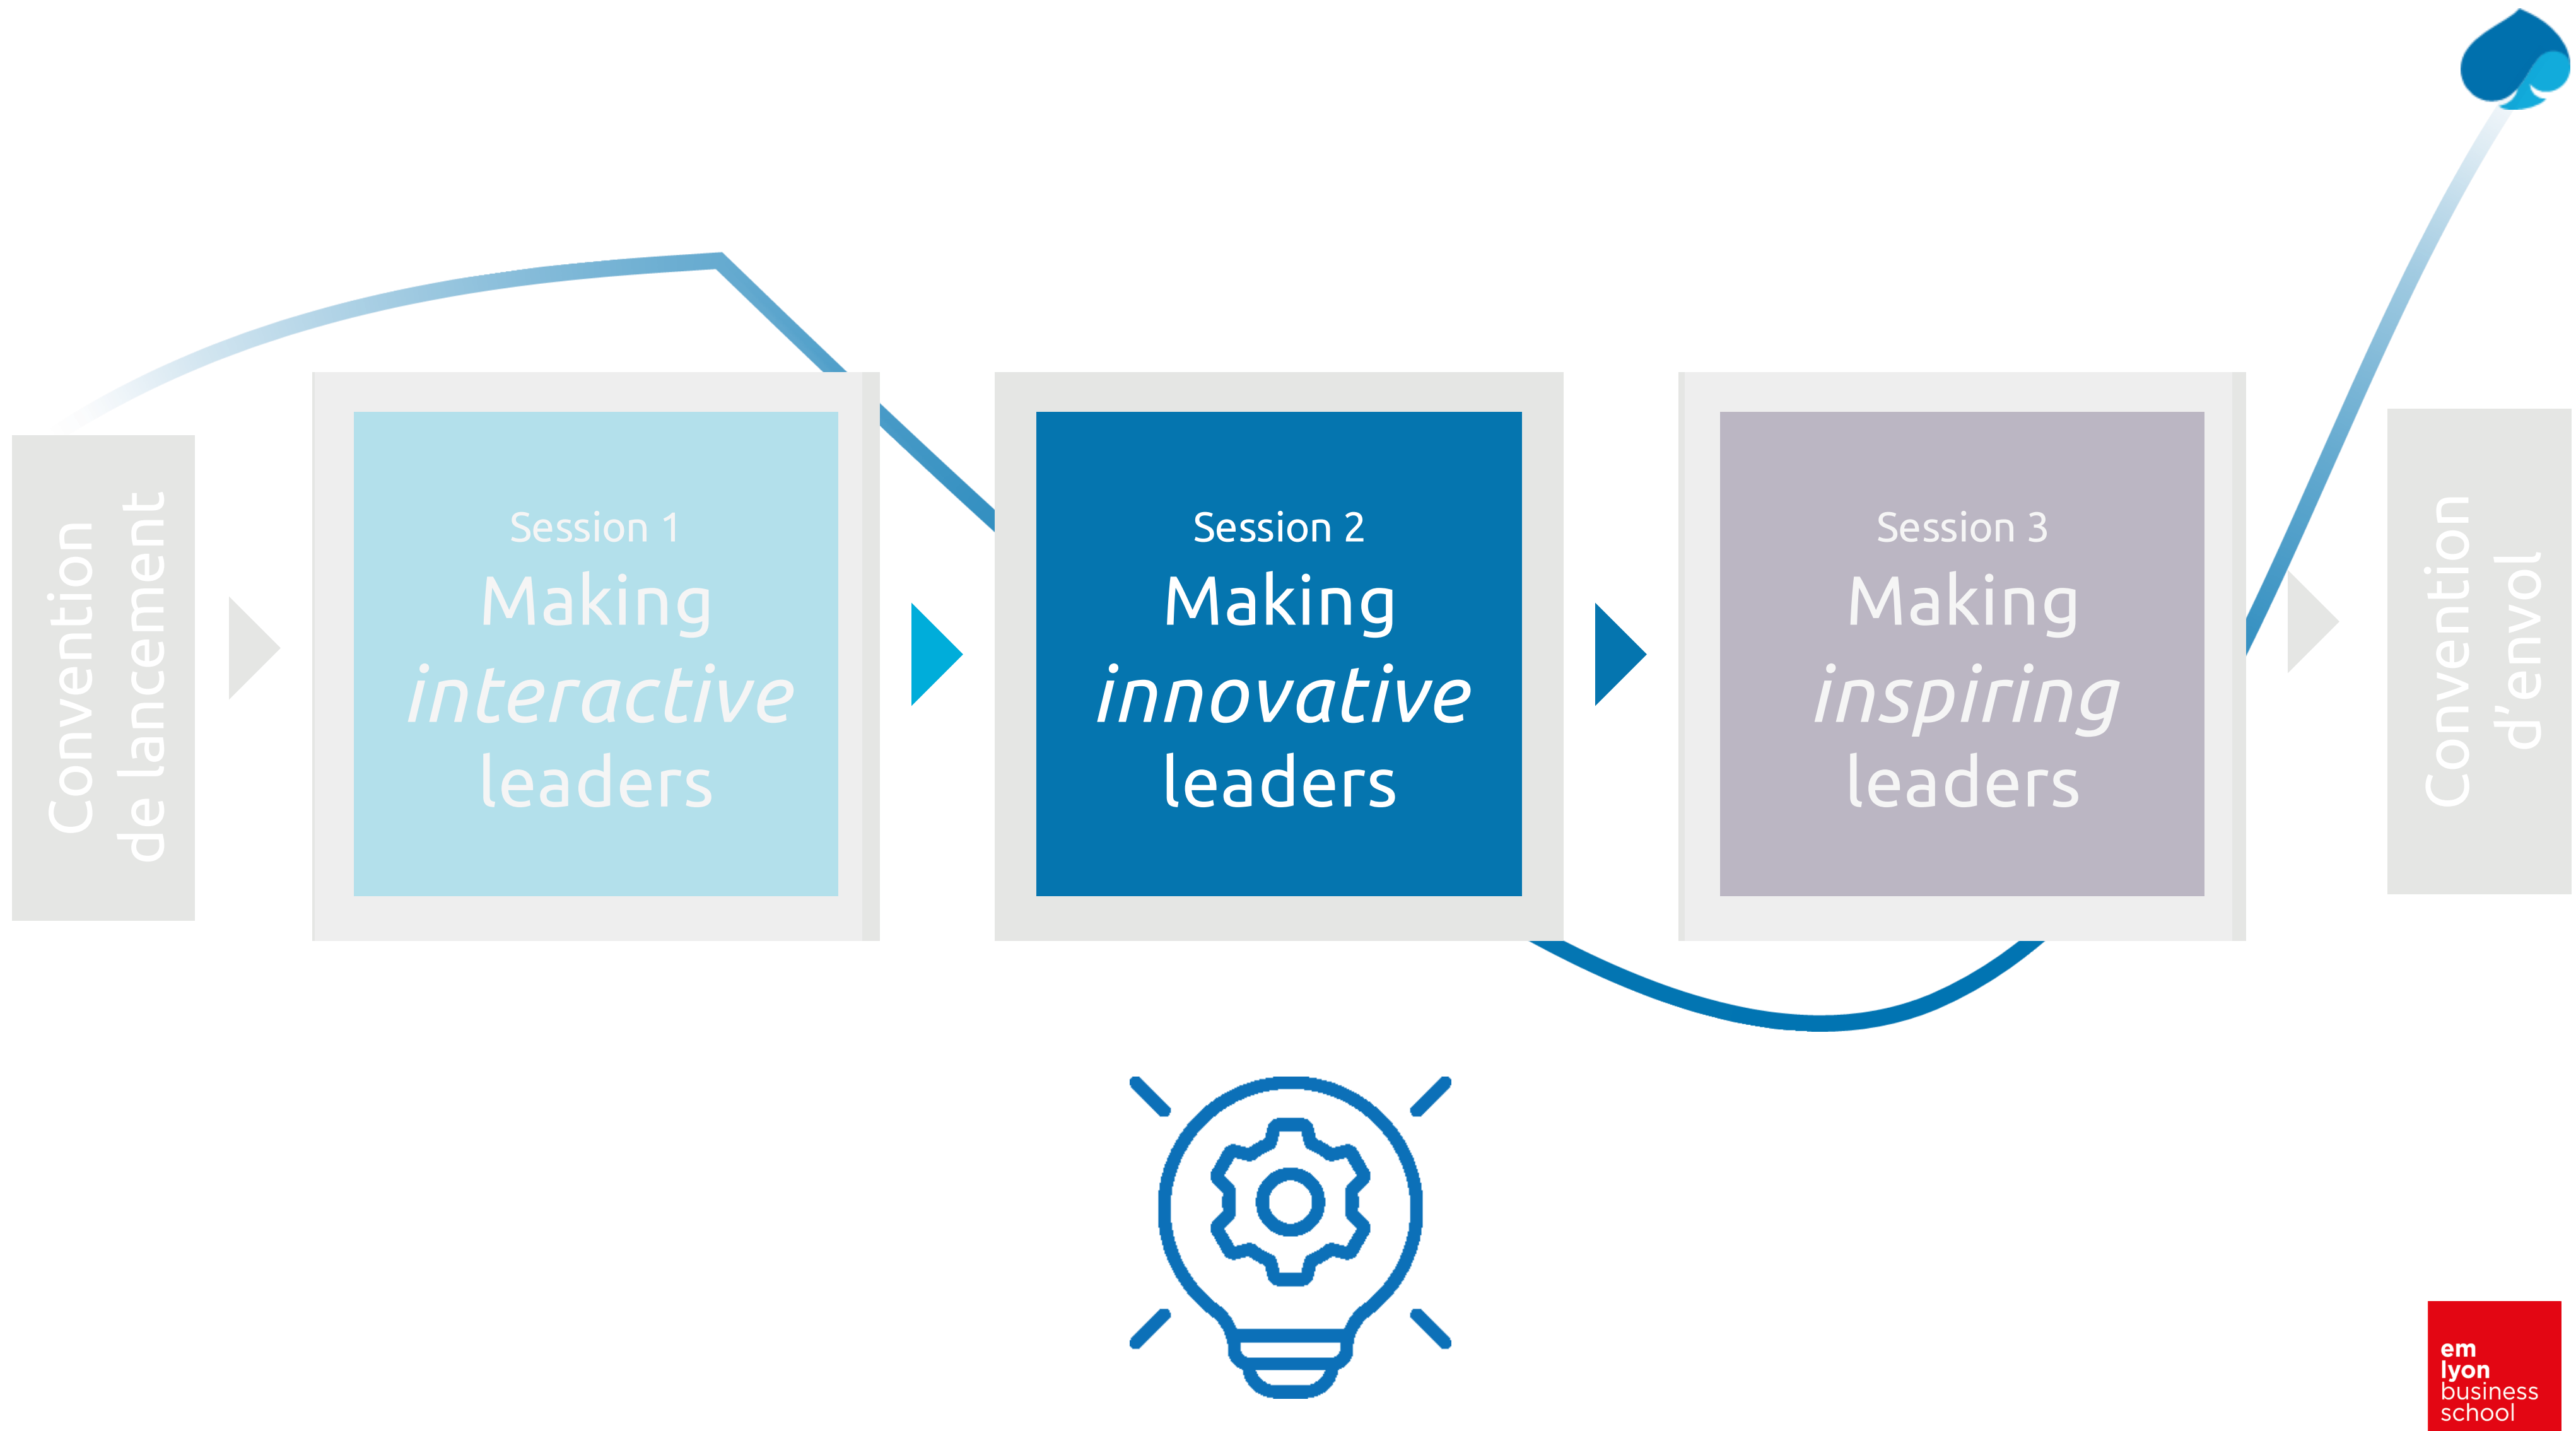 Convention
de lancement
Session 1
Making
interactive
leaders
Session 2
Making
innovative
leaders
Session 3
Making
inspiring
leaders
Convention
d’envol
em
lyon
business
school